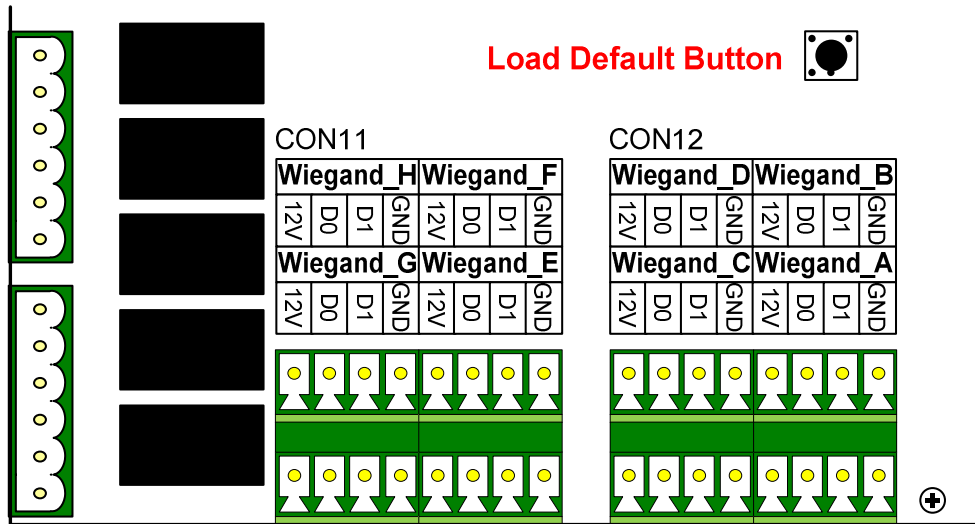 Load Default Button
CON11
Wiegand_H Wiegand_F
12V D0 D1 GND 12V D0 D1 GND
Wiegand_G Wiegand_E
12V D0 D1 GND 12V D0 D1 GND
CON12
Wiegand_D Wiegand_B
12V D0 D1 GND 12V D0 D1 GND
Wiegand_C Wiegand_A
12V D0 D1 GND 12V D0 D1 GND